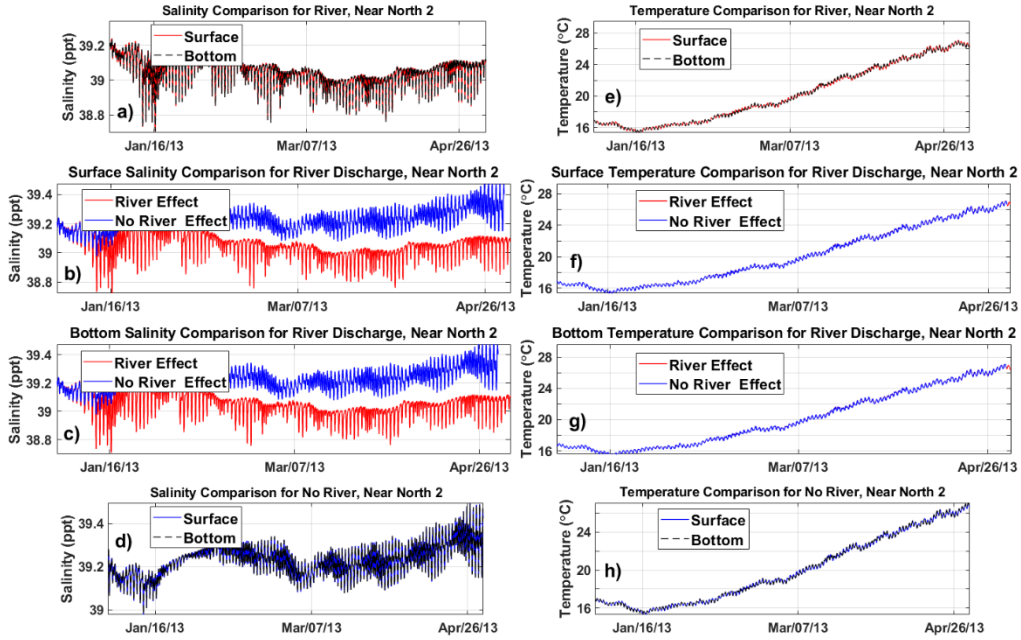 Salinity Comparison for River, Near North 2
Salinity (ppt)
39.2
39
38.8
Surface
Bottom
a)
Jan/16/13
Mar/07/13
Apr/26/13
Temperature Comparison for River, Near North 2
Temperature (°C)
28
24
20
16
Surface
Bottom
e)
Jan/16/13
Mar/07/13
Apr/26/13
Surface Salinity Comparison for River Discharge, Near North 2
Salinity (ppt)
39.4
39.2
39
38.8
River Effect
No River Effect
b)
Jan/16/13
Mar/07/13
Apr/26/13
Surface Temperature Comparison for River Discharge, Near North 2
Temperature (°C)
28
24
20
16
River Effect
No River Effect
f)
Jan/16/13
Mar/07/13
Apr/26/13
Bottom Salinity Comparison for River Discharge, Near North 2
Salinity (ppt)
39.4
39.2
39
38.8
River Effect
No River Effect
c)
Jan/16/13
Mar/07/13
Apr/26/13
Bottom Temperature Comparison for River Discharge, Near North 2
Temperature (°C)
26
22
18
River Effect
No River Effect
g)
Jan/16/13
Mar/07/13
Apr/26/13
Salinity Comparison for No River, Near North 2
Salinity (ppt)
39.4
39.2
39
Surface
Bottom
d)
Jan/16/13
Mar/07/13
Apr/26/13
Temperature Comparison for No River, Near North 2
Temperature (°C)
24
20
16
Surface
Bottom
h)
Jan/16/13
Mar/07/13
Apr/26/13